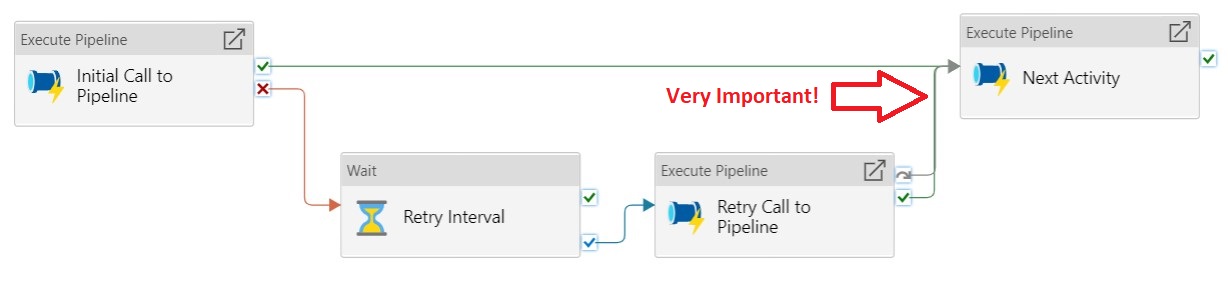 Execute Pipeline
Initial Call to
Pipeline
Execute Pipeline
Next Activity
Very Important!
Wait
Retry Interval
Execute Pipeline
Retry Call to
Pipeline